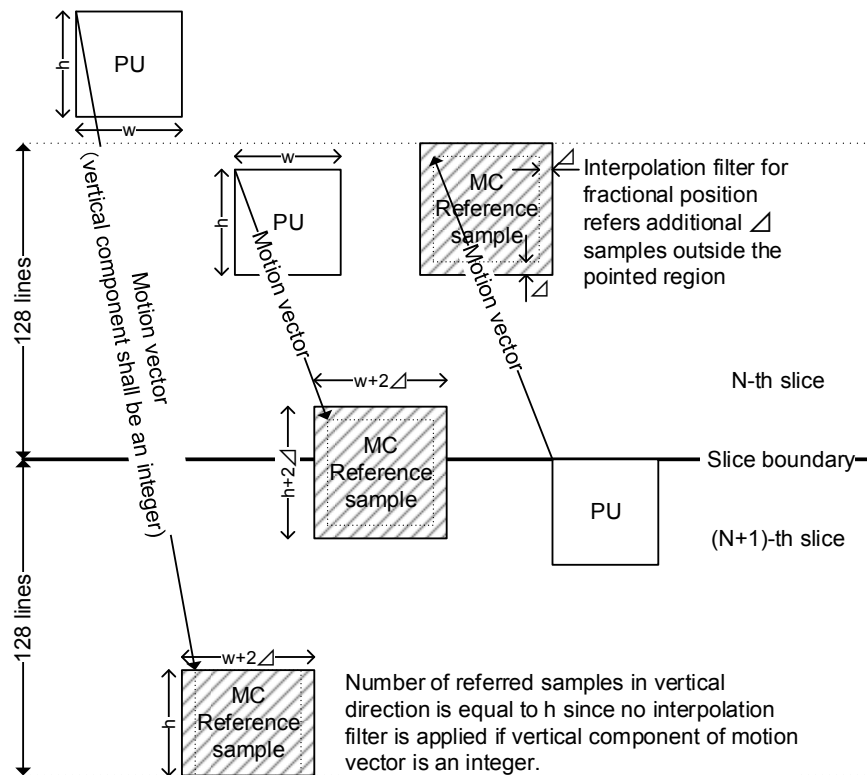 PU
h
w
128 lines
Motion vector
(vertical component shall be an integer)
w
h
PU
Motion vector
MC
Reference
sample
⊿
⊿
Motion vector
Interpolation filter for
fractional position
refers additional ⊿
samples outside the
pointed region
N-th slice
w+2⊿
h+2⊿
MC
Reference
sample
Slice boundary
PU
(N+1)-th slice
128 lines
w+2⊿
h
MC
Reference
sample
Number of referred samples in vertical
direction is equal to h since no interpolation
filter is applied if vertical component of motion
vector is an integer.